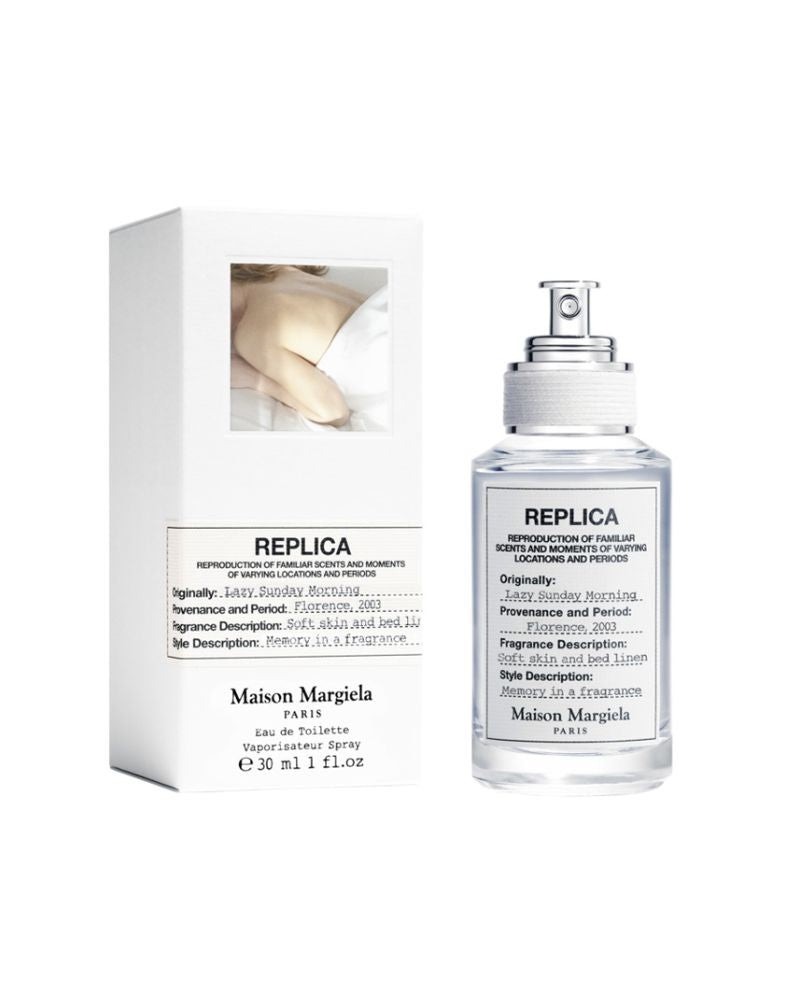 REPLICA
REPRODUCTION OF FAMILIAR SCENTS AND MOMENTS
OF VARYING LOCATIONS AND PERIODS
Originally: Lazy Sunday Morning
Provenance and Period: Florence, 2003
Fragrance Description: Soft skin and bed lin
Style Description: Memory in a fragrance
Maison Margiela
PARIS
Eau de Toilette
Vaporisateur Spray
℮ 30 ml 1 fl.oz
REPLICA
REPRODUCTION OF FAMILIAR
SCENTS AND MOMENTS OF VARYING
LOCATIONS AND PERIODS
Originally:
Lazy Sunday Morning
Provenance and Period:
Florence, 2003
Fragrance Description:
Soft skin and bed linen
Style Description:
Memory in a fragrance
Maison Margiela
PARIS